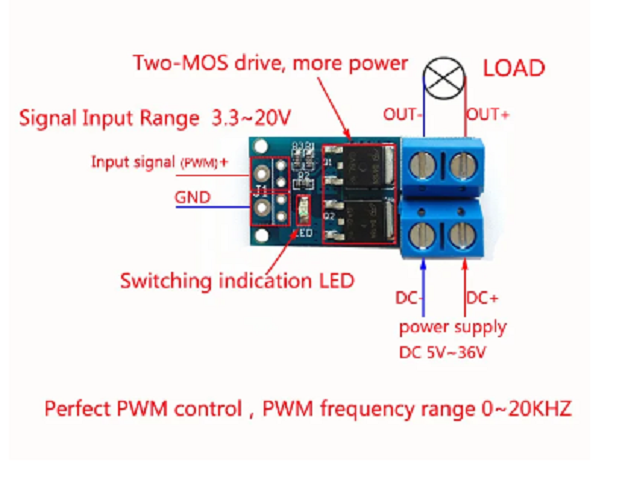 Two-MOS drive, more power
LOAD
OUT-
OUT+
Signal Input Range 3.3~20V
Input signal (PWM)+
GND
J1
R3
R1
R2
Q1
Q2
LED
Switching indication LED
DC-
DC+
power supply
DC 5V~36V
Perfect PWM control , PWM frequency range 0~20KHZ